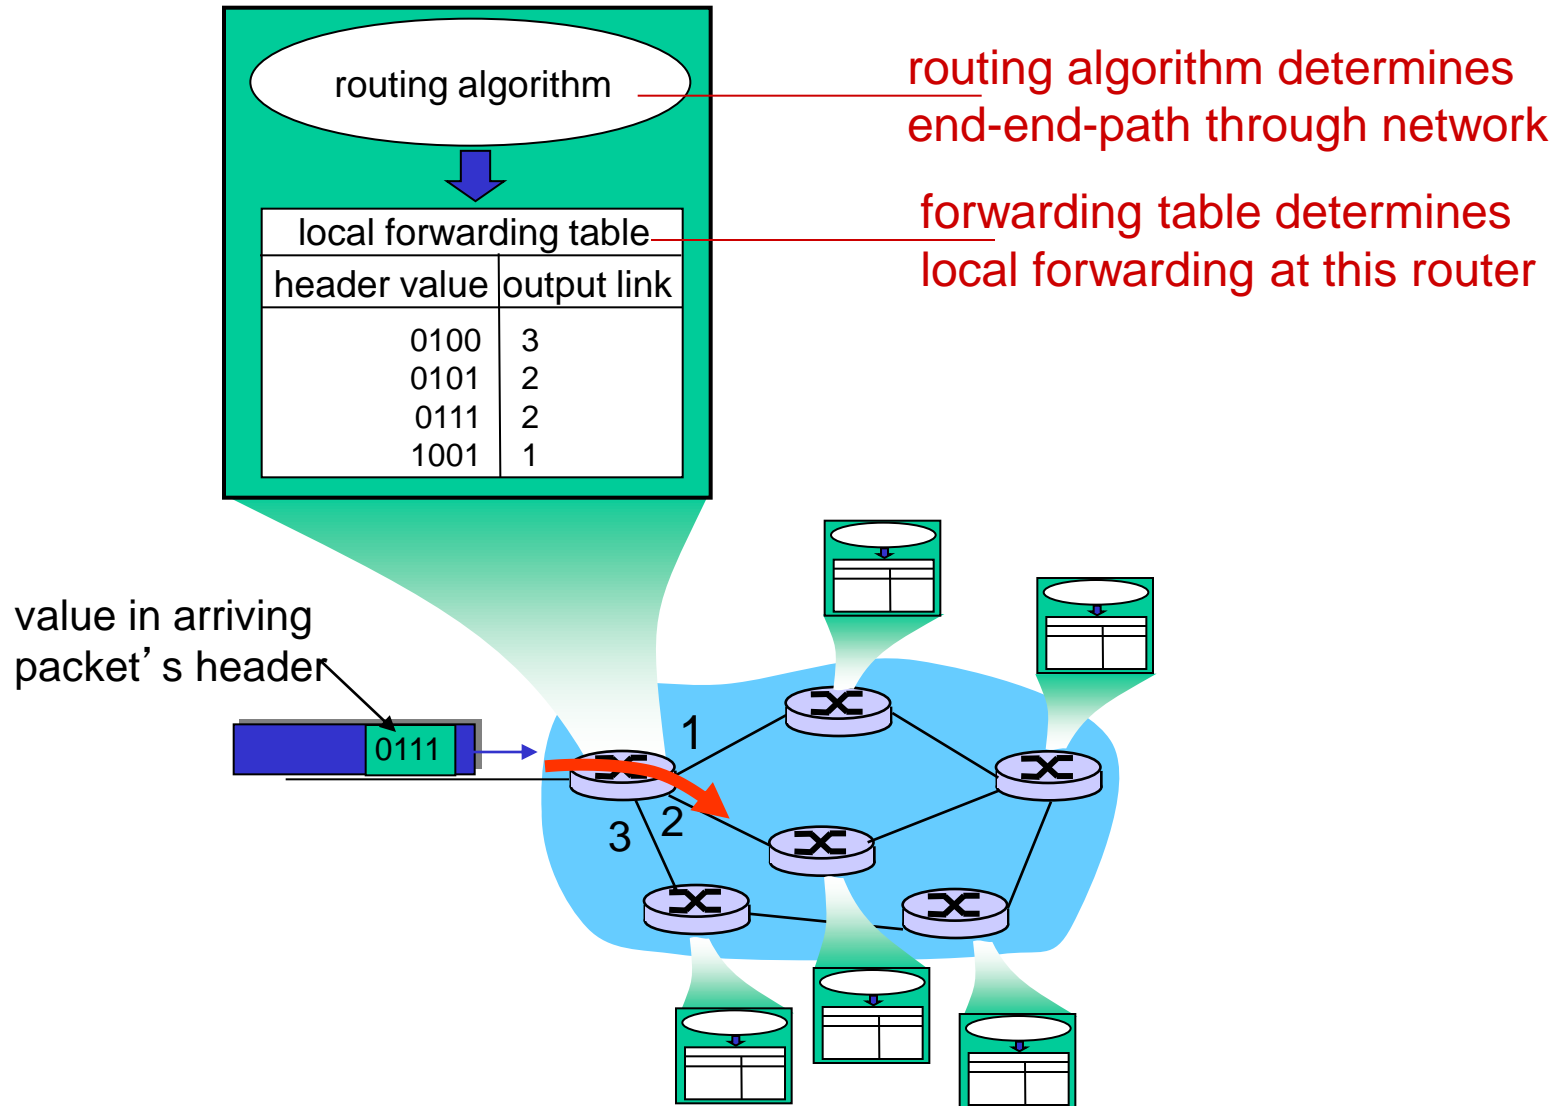 routing algorithm
routing algorithm determines
end-end-path through network
local forwarding table
forwarding table determines
local forwarding at this router
header value output link
0100 3
0101 2
0111 2
1001 1
value in arriving
packet’s header
0111
1
2
3